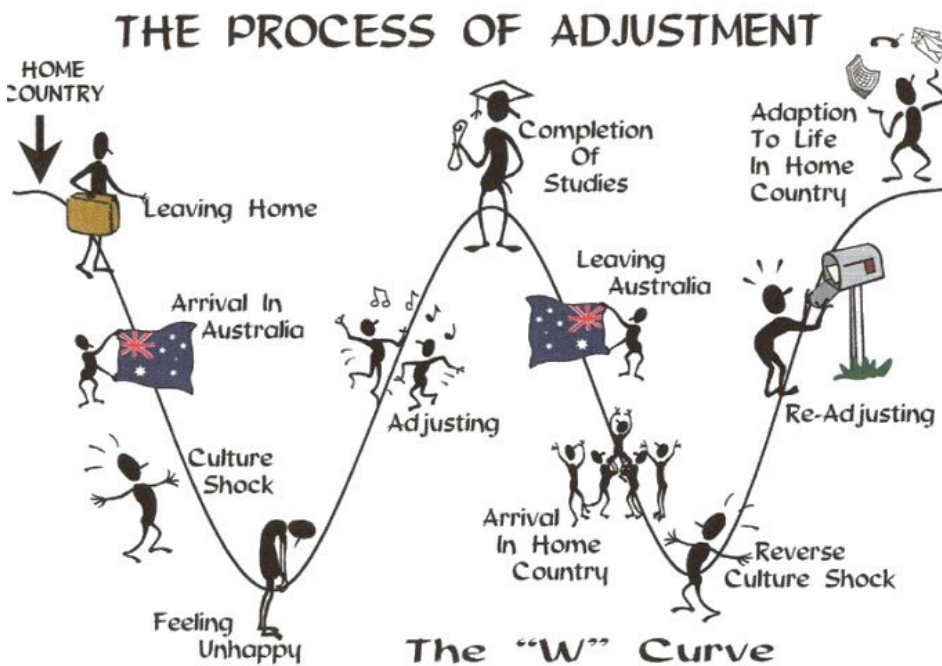 THE PROCESS OF ADJUSTMENT
HOME
COUNTRY
Leaving Home
Arrival In
Australia
Culture
Shock
Feeling
Unhappy
Adjusting
Completion
Of
Studies
Leaving
Australia
Arrival
In Home
Country
Reverse
Culture Shock
Re-Adjusting
Adaption
To Life
In Home
Country
The "W" Curve